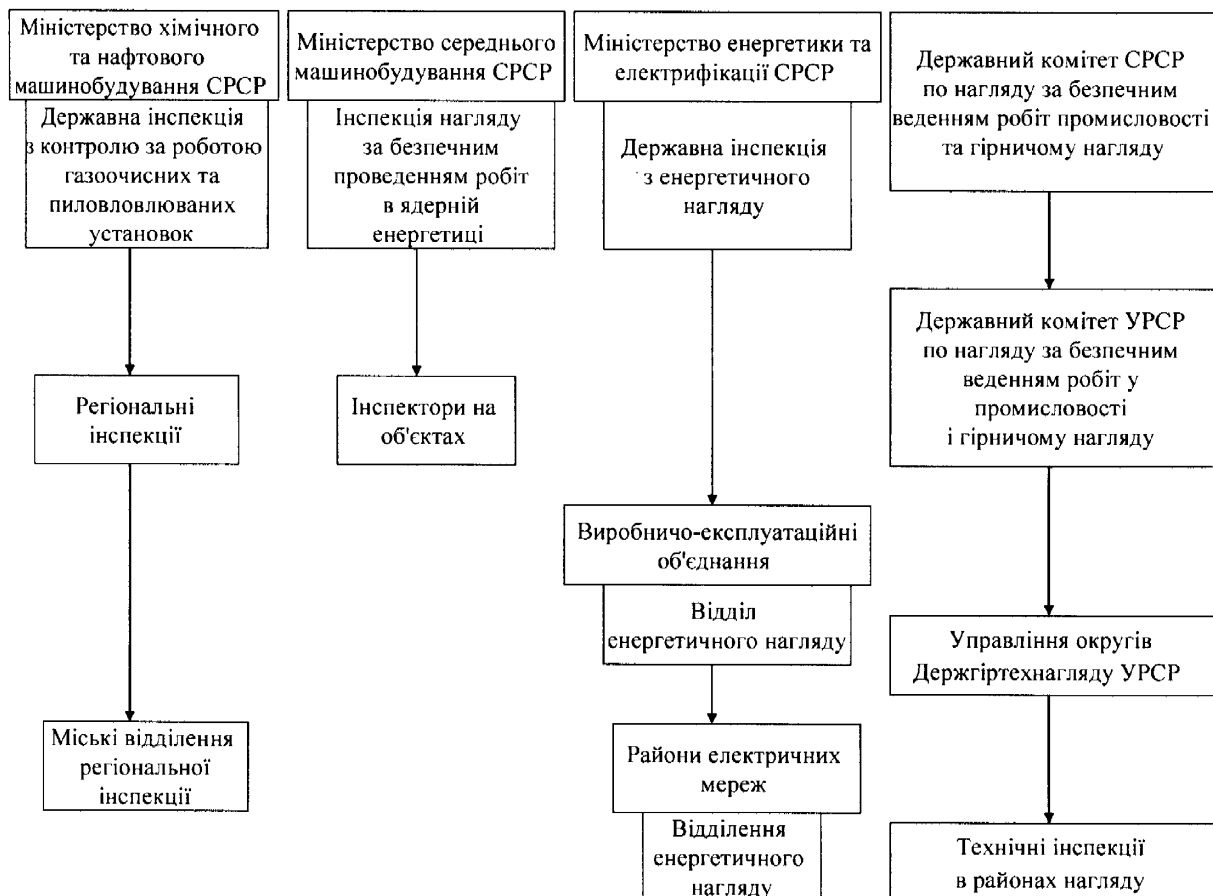 Міністерство хімічного
та нафтового
машинобудування СРСР
Державна інспекція
з контролю за роботою
газоочисних та
пиловловлюваних
установок
Регіональні
інспекції
Міські відділення
регіональної
інспекції
Міністерство середнього
машинобудування СРСР
Інспекція нагляду
за безпечним
проведенням робіт
в ядерній
енергетиці
Інспектори на
об'єктах
Міністерство енергетики та
електрифікації СРСР
Державна інспекція
з енергетичного
нагляду
Виробничо-експлуатаційні
об'єднання
Відділ
енергетичного нагляду
Райони електричних
мереж
Відділення
енергетичного
нагляду
Державний комітет СРСР
по нагляду за безпечним
веденням робіт промисловості
та гірничому нагляду
Державний комітет УРСР
по нагляду за безпечним
веденням робіт у
промисловості
і гірничому нагляду
Управління округів
Держгіртехнагляду УРСР
Технічні інспекції
в районах нагляду